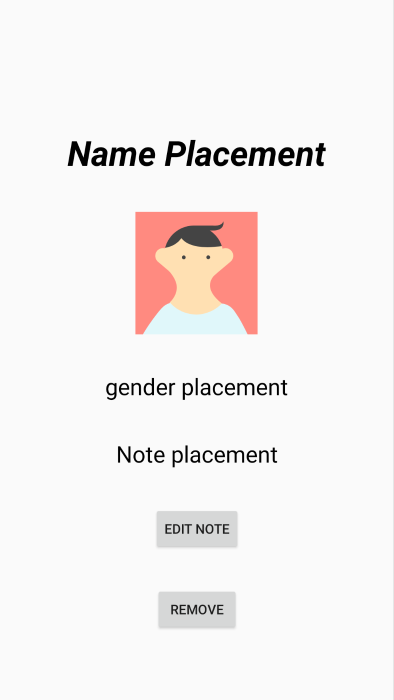 Name Placement
gender placement
Note placement
EDIT NOTE
REMOVE